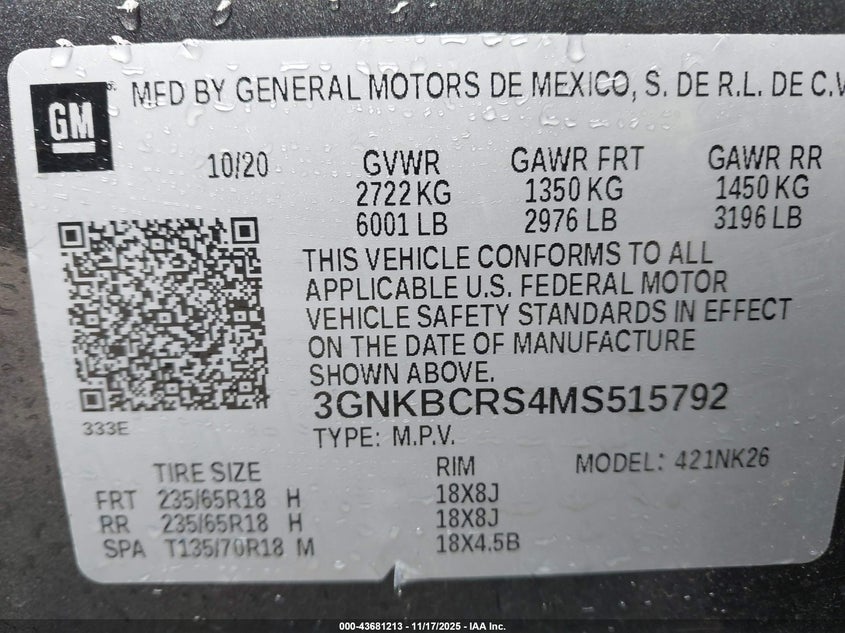 GM
MFD BY GENERAL MOTORS DE MEXICO, S. DE R.L. DE C.V
10/20 GVWR GAWR FRT GAWR RR
2722 KG 1350 KG 1450 KG
6001 LB 2976 LB 3196 LB
THIS VEHICLE CONFORMS TO ALL
APPLICABLE U.S. FEDERAL MOTOR
VEHICLE SAFETY STANDARDS IN EFFECT
ON THE DATE OF MANUFACTURE
SHOWN ABOVE.
3GNKBCRS4MS515792
333E
TYPE: M.P.V.
TIRE SIZE RIM MODEL: 421NK26
FRT 235/65R18 H 18X8J
RR 235/65R18 H 18X8J
SPA T135/70R18 M 18X4.5B
000-43681213 - 11/17/2025 - IAA Inc.